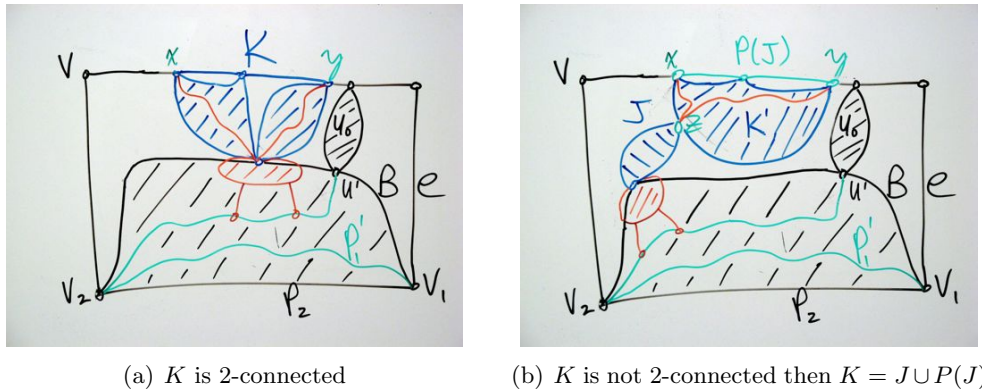 x K y
V
U₀
u' B e
P₁'
V₂ P₂ V₁
(a) K is 2-connected
x P(J) y
V
J z K' U₀
u' B e
P₁'
V₂ P₂ V₁
(b) K is not 2-connected then K = J ∪ P(J)